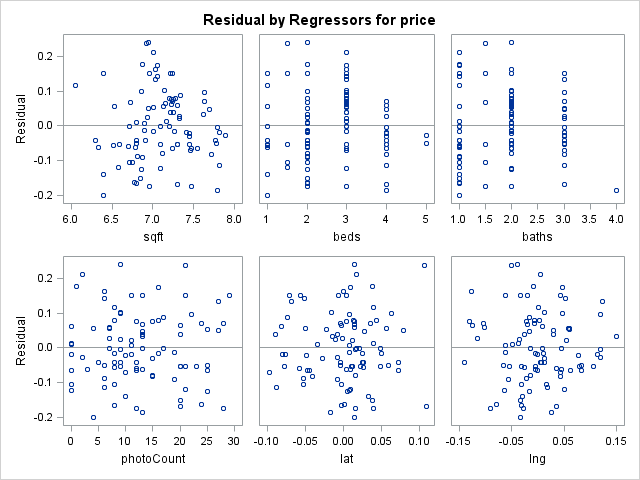 Residual by Regressors for price
Residual
0.2
0.1
0.0
-0.1
-0.2
6.0 6.5 7.0 7.5 8.0
sqft
1 2 3 4 5
beds
1.0 1.5 2.0 2.5 3.0 3.5 4.0
baths
Residual
0.2
0.1
0.0
-0.1
-0.2
0 5 10 15 20 25 30
photoCount
-0.10 -0.05 0.00 0.05 0.10
lat
-0.15 -0.05 0.05 0.15
lng